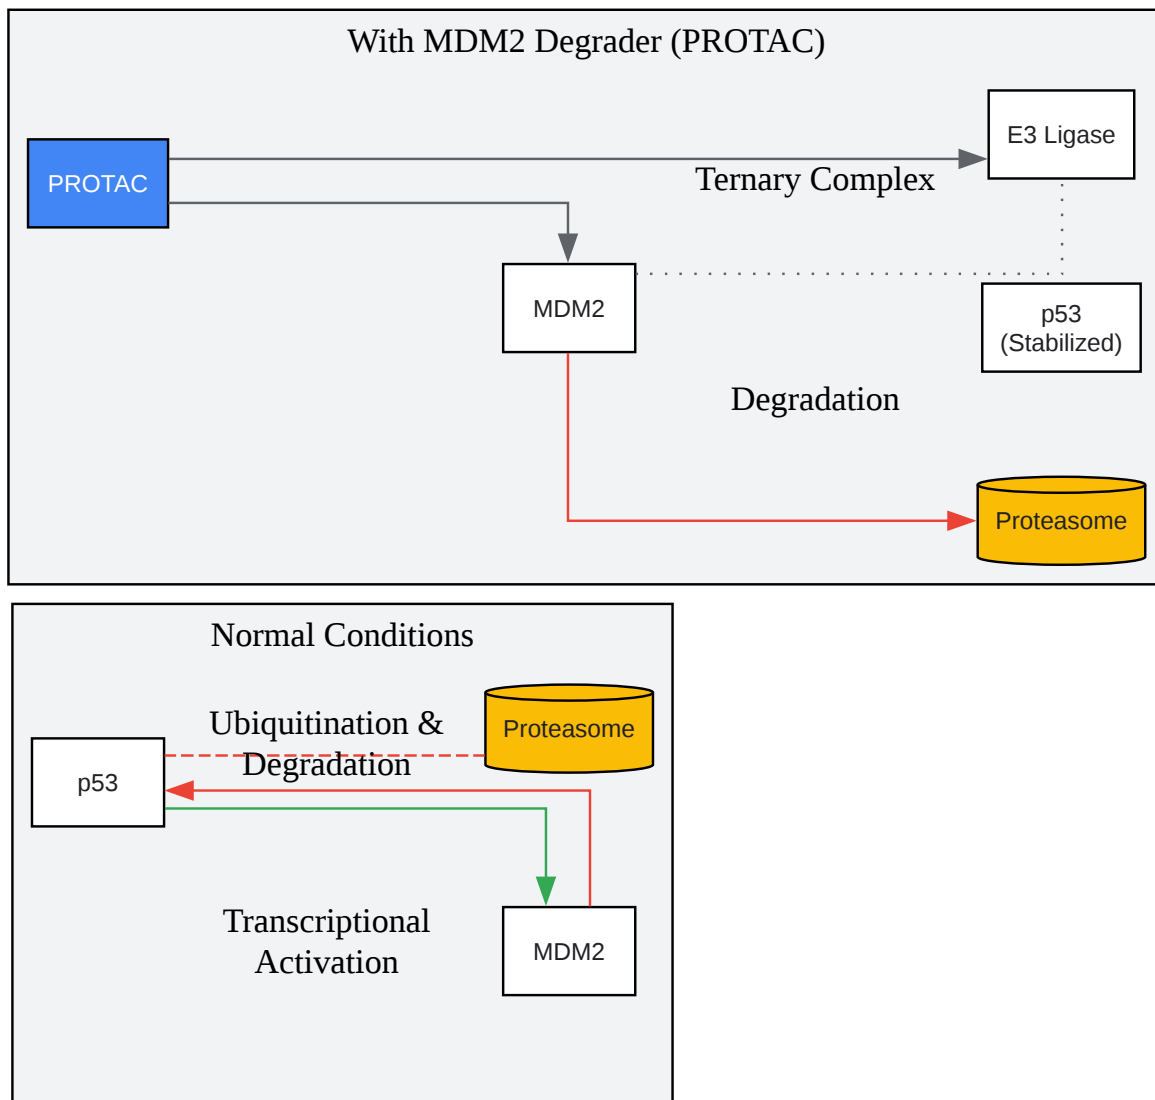 With MDM2 Degrader (PROTAC)
E3 Ligase
PROTAC
Ternary Complex
MDM2
p53
(Stabilized)
Degradation
Proteasome
Normal Conditions
Ubiquitination &
Degradation
Proteasome
p53
Transcriptional
Activation
MDM2